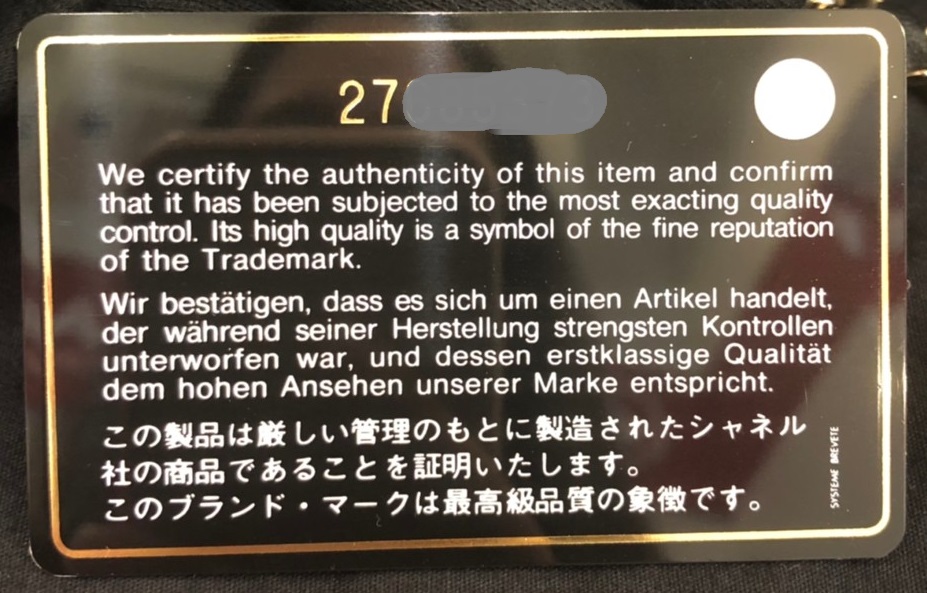 27
We certify the authenticity of this item and confirm
that it has been subjected to the most exacting quality
control. Its high quality is a symbol of the fine reputation
of the Trademark.
Wir bestätigen, dass es sich um einen Artikel handelt,
der während seiner Herstellung strengsten Kontrollen
unterworfen war, und dessen erstklassige Qualität
dem hohen Ansehen unserer Marke entspricht.
この製品は厳しい管理のもとに製造されたシャネル
社の商品であることを証明いたします。
このブランド・マークは最高級品質の象徴です。
SYSTEME BREVETE